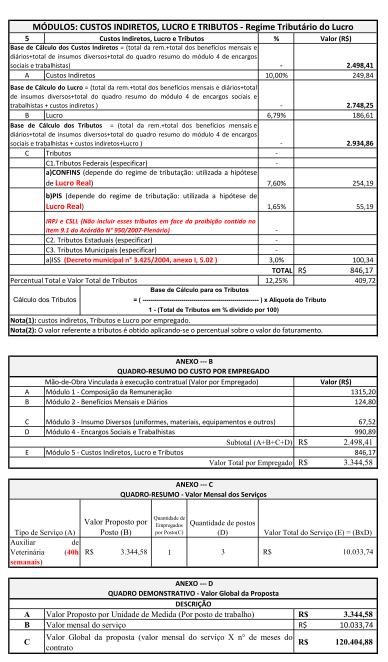 MÓDULO5: CUSTOS INDIRETOS, LUCRO E TRIBUTOS - Regime Tributário do Lucro
5 Custos Indiretos, Lucro e Tributos % Valor (R$)
Base de Cálculo dos Custos Indiretos = (total da rem.+total dos benefícios mensais e
diários+total de insumos diversos+total do quadro resumo do módulo 4 de encargos
sociais e trabalhistas) - 2.498,41
A Custos Indiretos 10,00% 249,84
Base de Cálculo do Lucro = (total da rem.+total dos benefícios mensais e diários+total
de insumos diversos+total do quadro resumo do módulo 4 de encargos sociais e
trabalhistas + custos indiretos ) - 2.748,25
B Lucro 6,79% 186,61
Base de Cálculo dos Tributos = (total da rem.+total dos benefícios mensais e
diários+total de insumos diversos+total do quadro resumo do módulo 4 de encargos
sociais e trabalhistas + custos indiretos+Lucro ) - 2.934,86
C Tributos -
C1.Tributos Federais (especificar) -
a)CONFINS (depende do regime de tributação: utilizada a hipótese
de Lucro Real) 7,60% 254,19
b)PIS (depende do regime de tributação: utilizada a hipótese de
Lucro Real) 1,65% 55,19
IRPJ e CSLL (Não incluir esses tributos em face da proibição contida no
item 9.1 do Acórdão N° 950/2007-Plenário) -
C2. Tributos Estaduais (especificar) -
C3. Tributos Municipais (especificar) -
a)ISS (Decreto municipal n° 3.425/2004, anexo I, 5.02 ) 3,0% 100,34
TOTAL R$ 846,17
Percentual Total e Valor Total de Tributos 12,25% 409,72
Base de Cálculo para os Tributos
Cálculo dos Tributos = ( ------------------------------------------------------- ) x Aliquota do Tributo
1 - (Total de Tributos em % dividido por 100)
Nota(1): custos indiretos, Tributos e Lucro por empregado.
Nota(2): O valor referente a tributos é obtido aplicando-se o percentual sobre o valor do faturamento.
ANEXO --- B
QUADRO-RESUMO DO CUSTO POR EMPREGADO
Mão-de-Obra Vinculada à execução contratual (Valor por Empregado) Valor (R$)
A Módulo 1 - Composição da Remuneração 1315,20
B Módulo 2 - Benefícios Mensais e Diários 124,80
C Módulo 3 - Insumo Diversos (uniformes, materiais, equipamentos e outros) 67,52
D Módulo 4 - Encargos Sociais e Trabalhistas 990,89
Subtotal (A+B+C+D) R$ 2.498,41
E Módulo 5 - Custos Indiretos, Lucro e Tributos 846,17
Valor Total por Empregado R$ 3.344,58
ANEXO --- C
QUADRO-RESUMO - Valor Mensal dos Serviços
Tipo de Serviço (A) Valor Proposto por Posto (B) Quantidade de Empregados por Posto(C) Quantidade de postos (D) Valor Total do Serviço (E) = (BxD)
Auxiliar de
Veterinária (40h R$ 3.344,58 1 3 R$ 10.033,74
semanais)
ANEXO --- D
QUADRO DEMONSTRATIVO - Valor Global da Proposta
DESCRIÇÃO
A Valor Proposto por Unidade de Medida (Por posto de trabalho) R$ 3.344,58
B Valor mensal do serviço R$ 10.033,74
C Valor Global da proposta (valor mensal do serviço X n° de meses do R$ 120.404,88
contrato